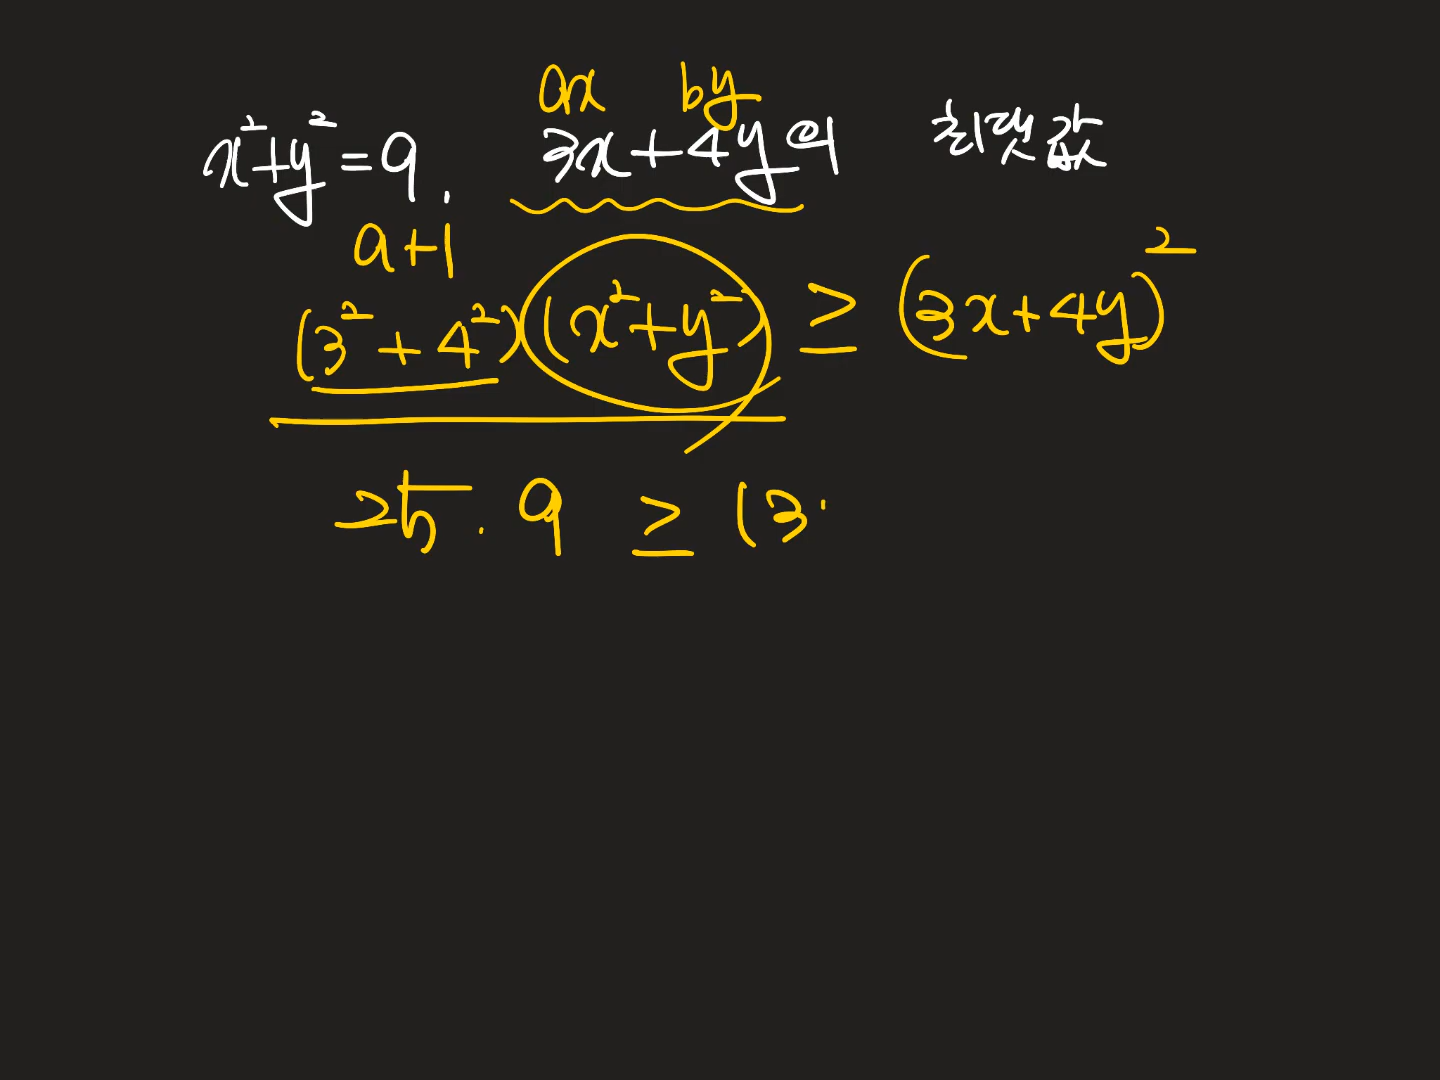 ax by
x²+y²=9, 3x+4y의 최댓값
a+1
(3²+4²)(x²+y²) ≥ (3x+4y)²
25·9 ≥ (3